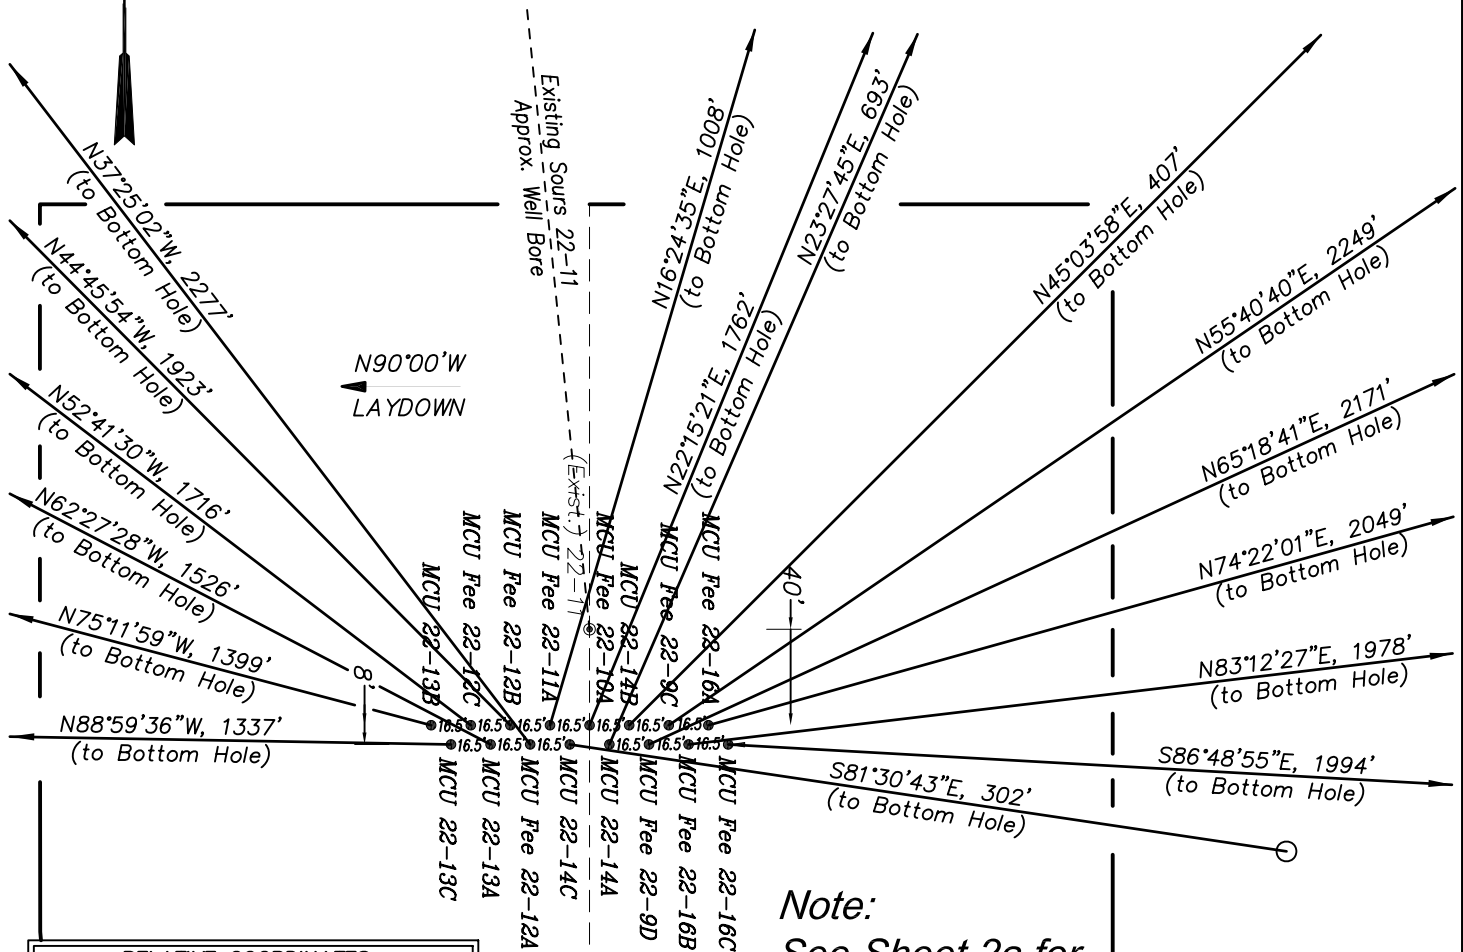 N37°25'02"W, 2277'
(to Bottom Hole)
N44°45'54"W, 1923'
(to Bottom Hole)
N52°41'30"W, 1716'
(to Bottom Hole)
N62°27'28"W, 1526'
(to Bottom Hole)
N75°11'59"W, 1399'
(to Bottom Hole)
N88°59'36"W, 1337'
(to Bottom Hole)
Existing Sours 22-11
Approx. Well Bore
N90°00'W
LAYDOWN
N16°24'35"E, 1008'
(to Bottom Hole)
N22°15'21"E, 1762'
(to Bottom Hole)
N23°27'45"E, 693'
(to Bottom Hole)
N45°03'58"E, 407'
(to Bottom Hole)
N55°40'40"E, 2249'
(to Bottom Hole)
N65°18'41"E, 2171'
(to Bottom Hole)
N74°22'01"E, 2049'
(to Bottom Hole)
N83°12'27"E, 1978'
(to Bottom Hole)
S86°48'55"E, 1994'
(to Bottom Hole)
S81°30'43"E, 302'
(to Bottom Hole)
MCU 22-13B
MCU Fee 22-12C
MCU Fee 22-12B
MCU Fee 22-11A
(Exist.) 22-11
MCU Fee 22-10A
MCU 22-14B
MCU Fee 22-9C
MCU Fee 22-16A
40'
8'
16.5' 16.5' 16.5' 16.5' 16.5' 16.5' 16.5'
16.5' 16.5' 16.5' 16.5' 16.5' 16.5'
MCU 22-13C
MCU 22-13A
MCU Fee 22-12A
MCU 22-14C
MCU 22-14A
MCU Fee 22-9D
MCU Fee 22-16B
MCU Fee 22-16C
Note:
See Sheet 2a for
RELATIVE COORDINATES